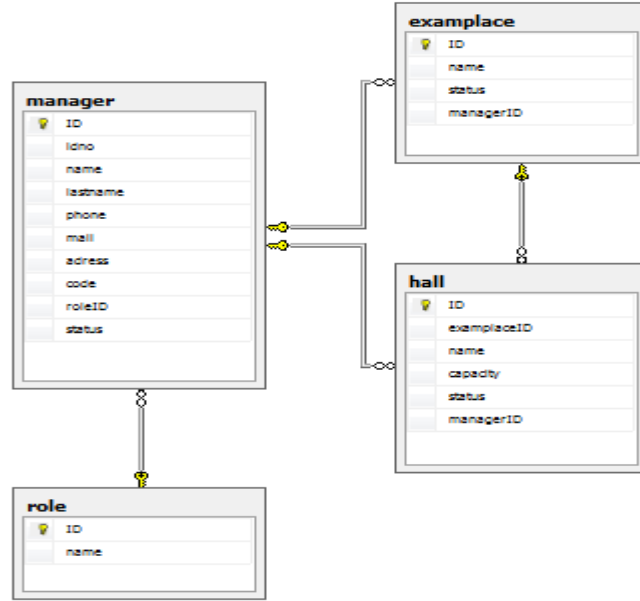 manager
ID
idno
name
lastname
phone
mail
adress
code
roleID
status
examplace
ID
name
status
managerID
hall
ID
examplaceID
name
capacity
status
managerID
role
ID
name